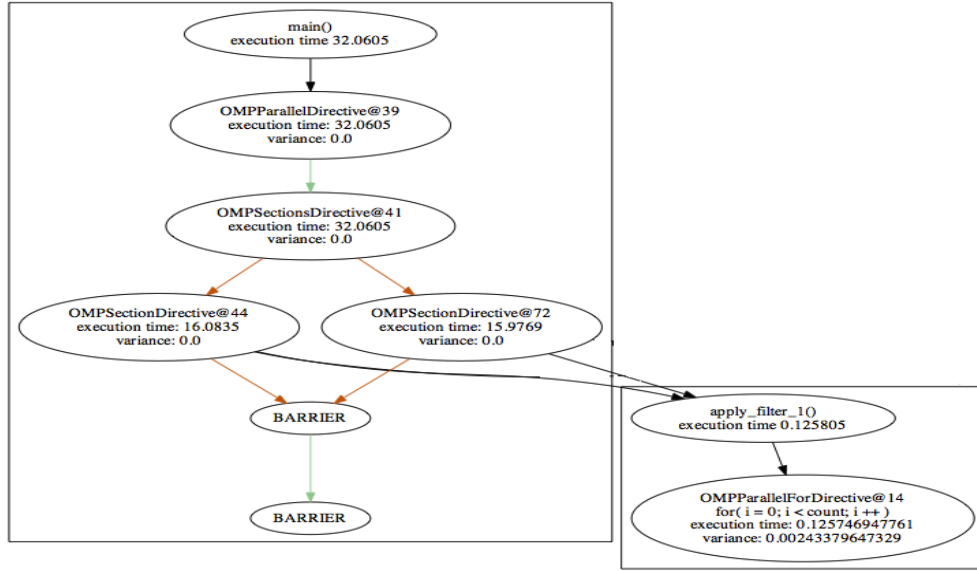 main()
execution time 32.0605
OMPParallelDirective@39
execution time: 32.0605
variance: 0.0
OMPSectionsDirective@41
execution time: 32.0605
variance: 0.0
OMPSectionDirective@44
execution time: 16.0835
variance: 0.0
OMPSectionDirective@72
execution time: 15.9769
variance: 0.0
BARRIER
BARRIER
apply_filter_1()
execution time 0.125805
OMPParallelForDirective@14
for( i = 0; i < count; i ++ )
execution time: 0.125746947761
variance: 0.00243379647329